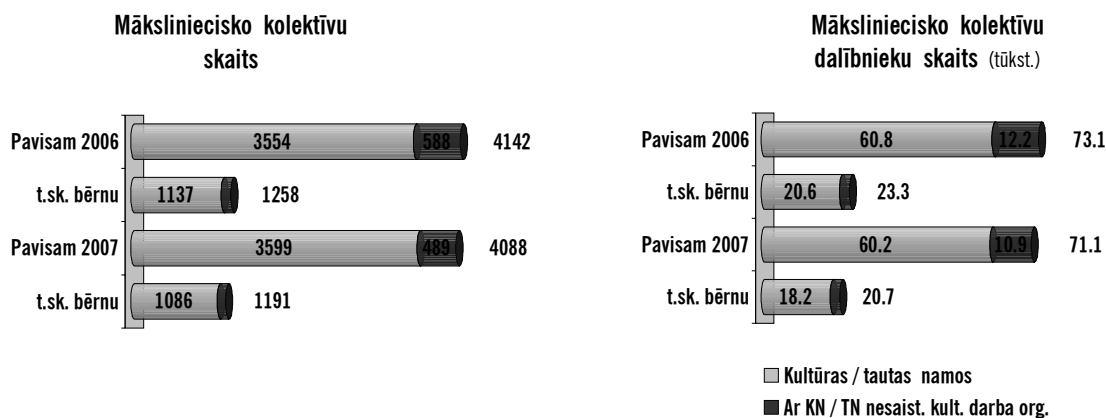 Māksliniecisko kolektīvu
skaits
Pavisam 2006 3554 588 4142
t.sk. bērnu 1137 1258
Pavisam 2007 3599 489 4088
t.sk. bērnu 1086 1191
Māksliniecisko kolektīvu
dalībnieku skaits (tūkst.)
Pavisam 2006 60.8 12.2 73.1
t.sk. bērnu 20.6 23.3
Pavisam 2007 60.2 10.9 71.1
t.sk. bērnu 18.2 20.7
Kultūras / tautas namos
Ar KN / TN nesaist. kult. darba org.